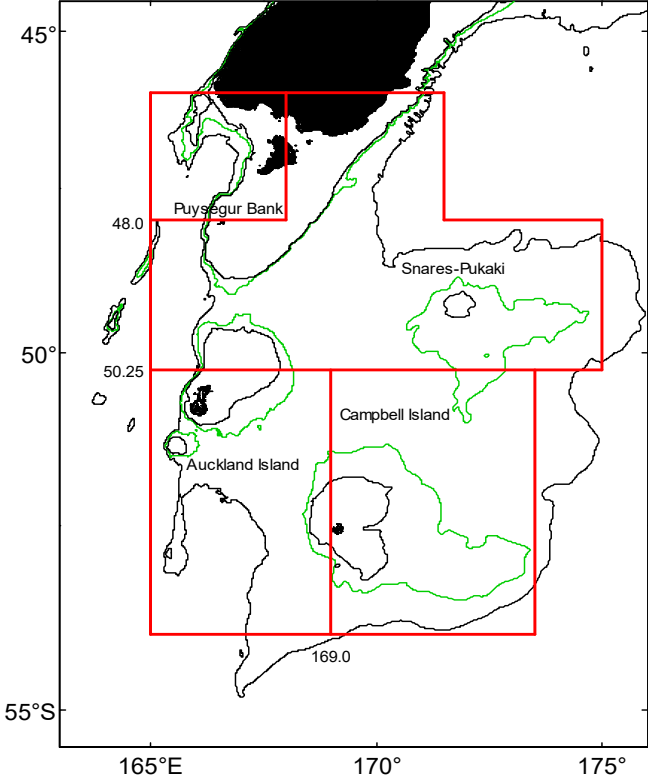 45°
Puysegur Bank
48.0
Snares-Pukaki
50°
50.25
Campbell Island
Auckland Island
169.0
55°S
165°E
170°
175°